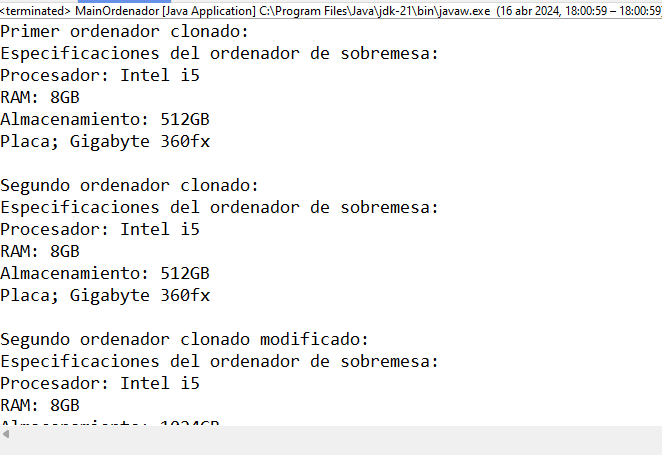 <terminated> MainOrdenador [Java Application] C:\Program Files\Java\jdk-21\bin\javaw.exe (16 abr 2024, 18:00:59 – 18:00:59)
Primer ordenador clonado:
Especificaciones del ordenador de sobremesa:
Procesador: Intel i5
RAM: 8GB
Almacenamiento: 512GB
Placa; Gigabyte 360fx
Segundo ordenador clonado:
Especificaciones del ordenador de sobremesa:
Procesador: Intel i5
RAM: 8GB
Almacenamiento: 512GB
Placa; Gigabyte 360fx
Segundo ordenador clonado modificado:
Especificaciones del ordenador de sobremesa:
Procesador: Intel i5
RAM: 8GB
Almacenamiento: 1024GB